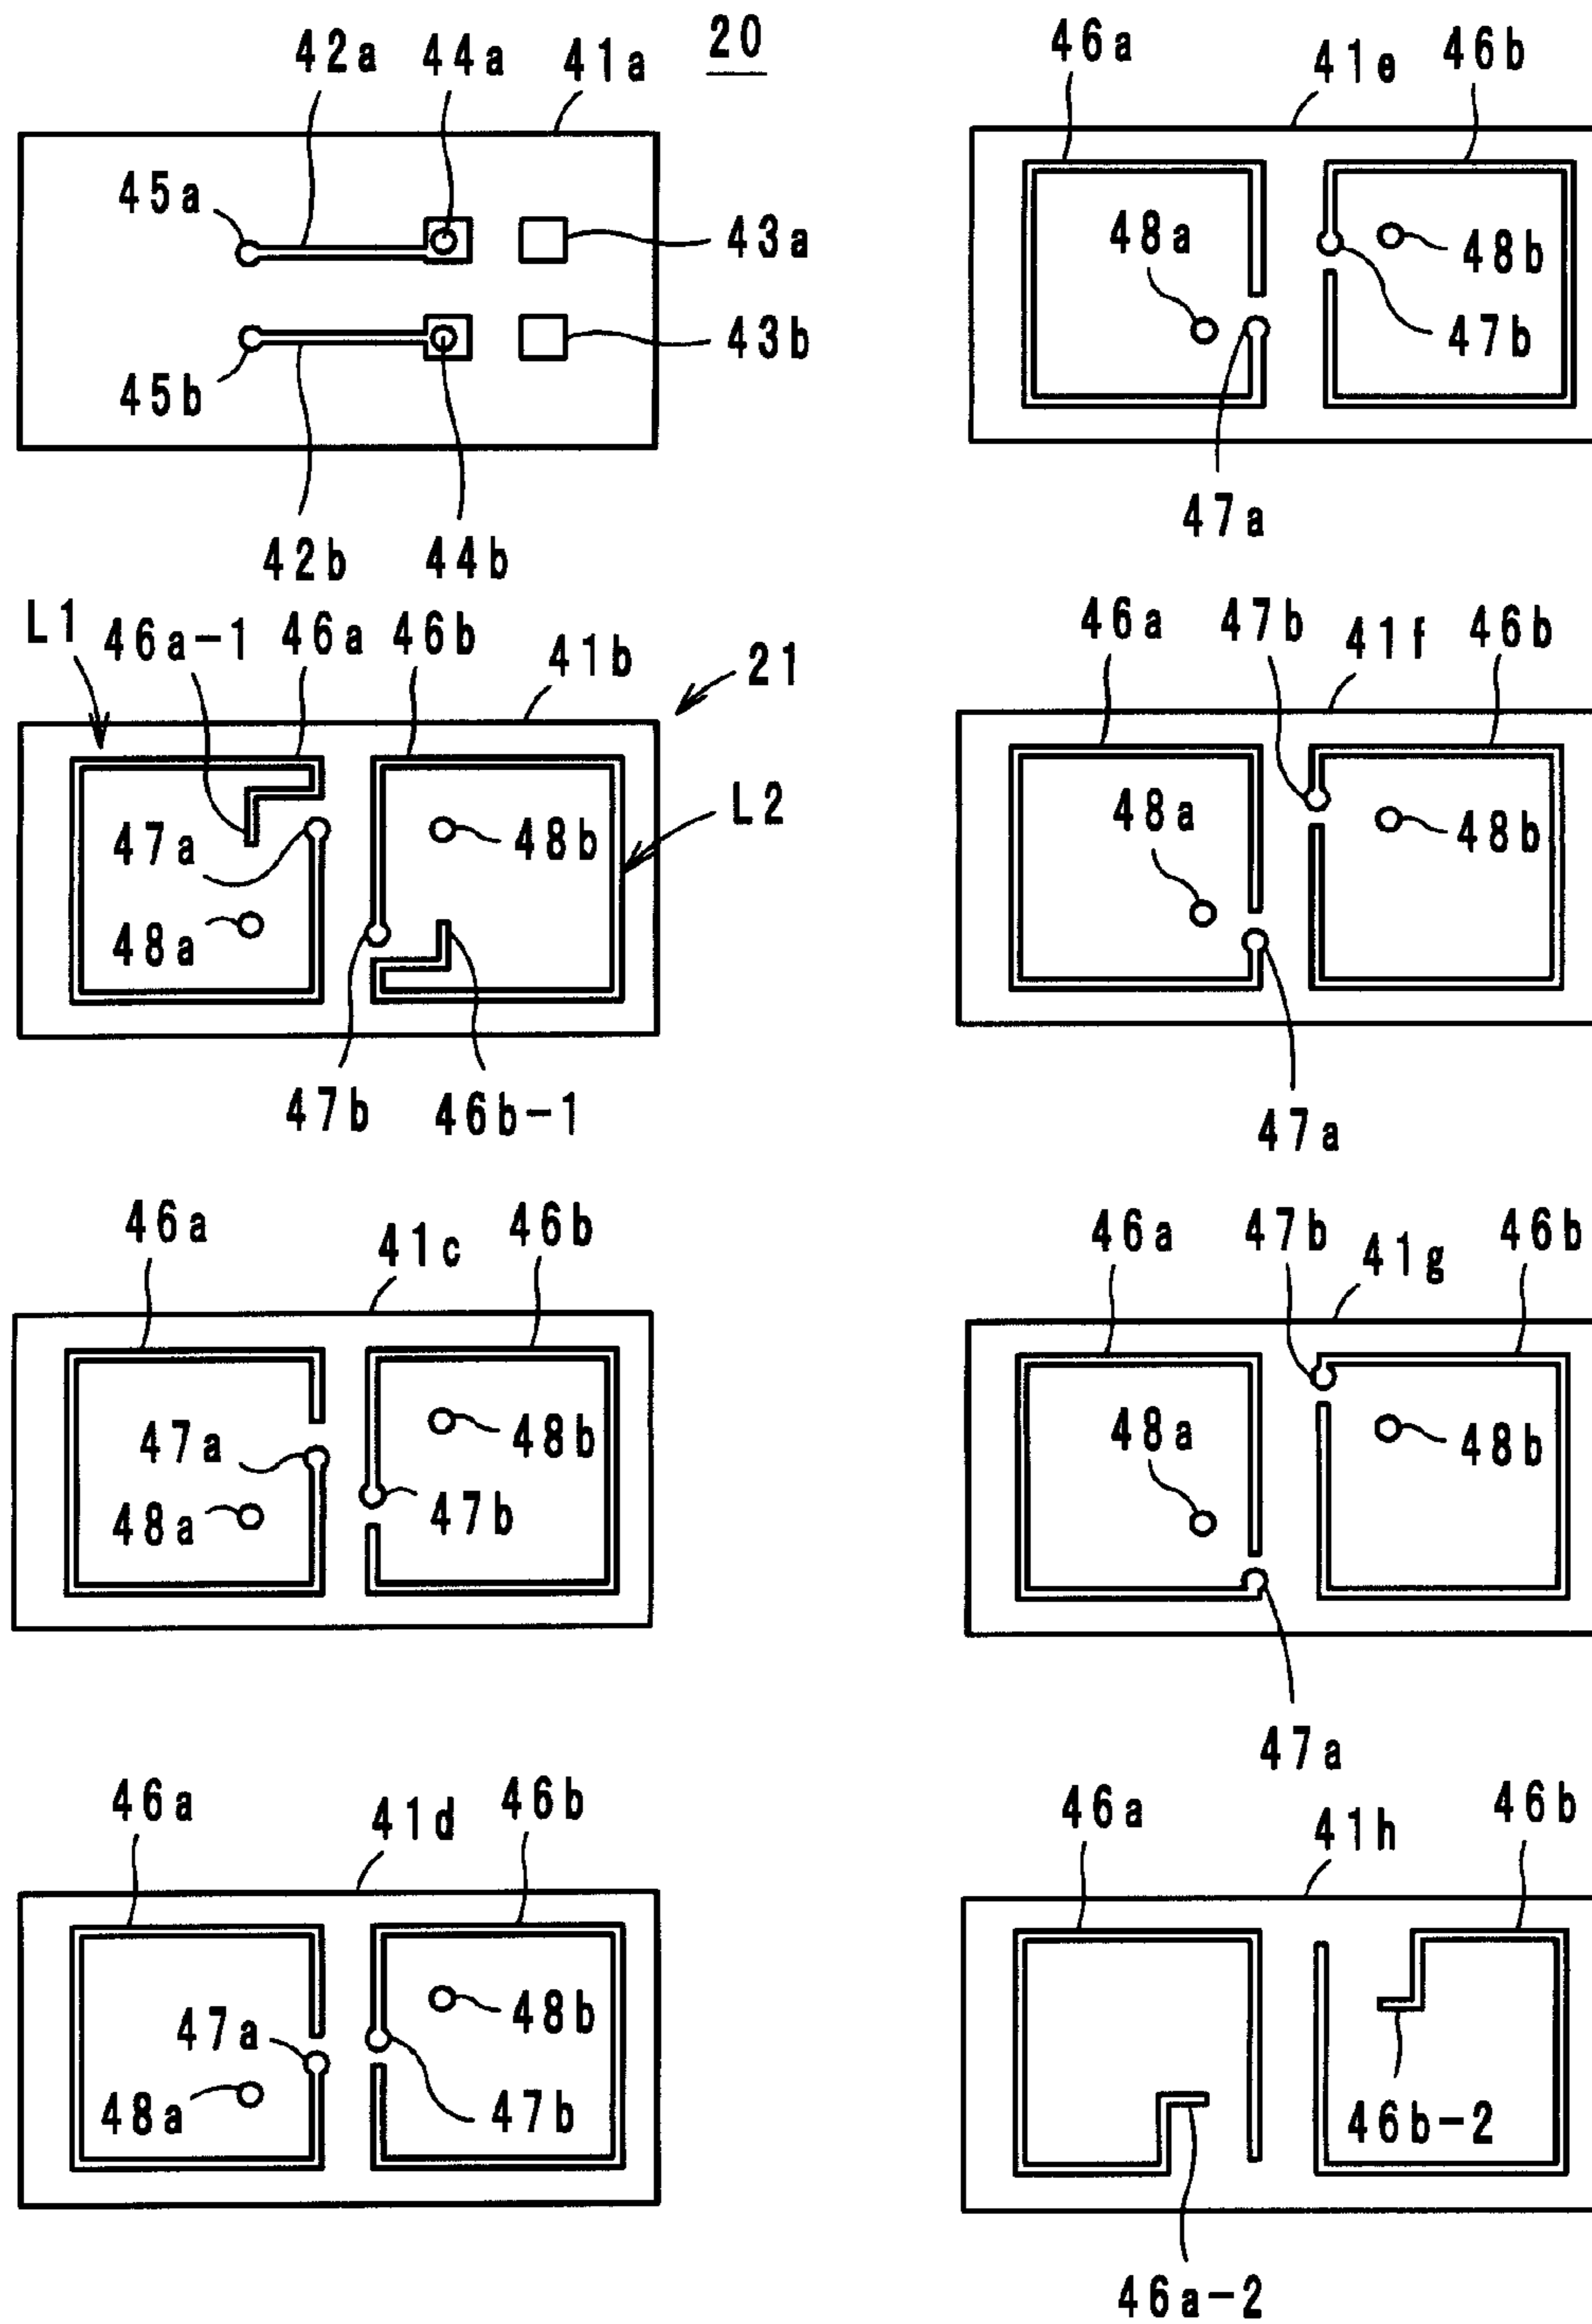 20
42a 44a 41a
45a
43a
43b
45b
42b 44b
L1 46a-1 46a 46b 41b 21
L2
47a 48b
48a
47b 46b-1
46a 41c 46b
47a 48b
48a 47b
46a 41d 46b
47a 48b
48a 47b
46a 41e 46b
48a 48b
47b
47a
46a 47b 41f 46b
48a 48b
47a
46a 47b 41g 46b
48a 48b
47a
46a 41h 46b
46b-2
46a-2